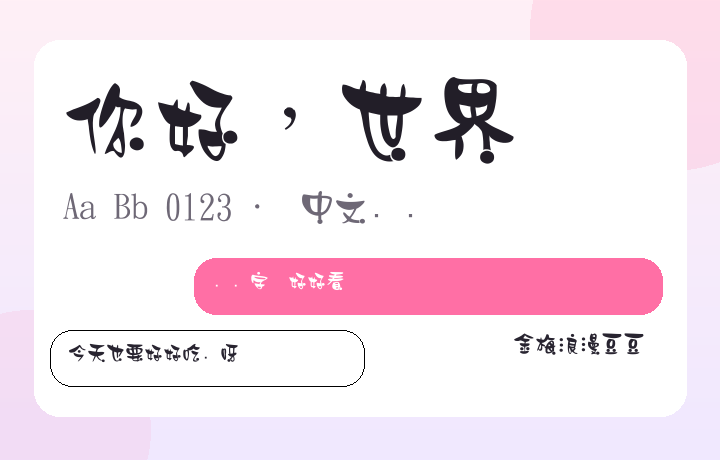 你好，世界
Aa Bb 0123 · 中文. .
. . 字 好好看
今天也要好好吃. 呀
金梅浪漫豆豆